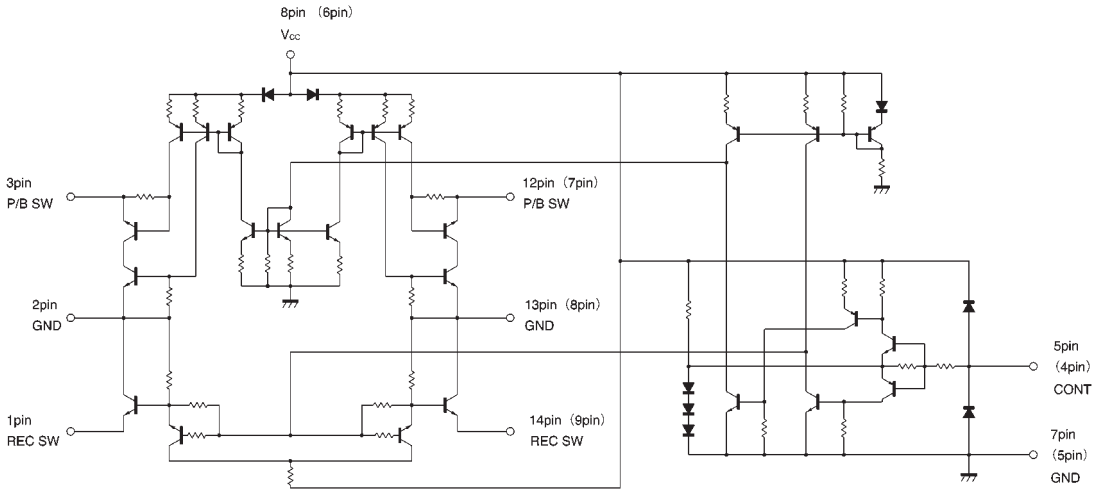 8pin (6pin)
Vcc
3pin
P/B SW
12pin (7pin)
P/B SW
2pin
GND
13pin (8pin)
GND
5pin
(4pin)
CONT
1pin
REC SW
14pin (9pin)
REC SW
7pin
(5pin)
GND